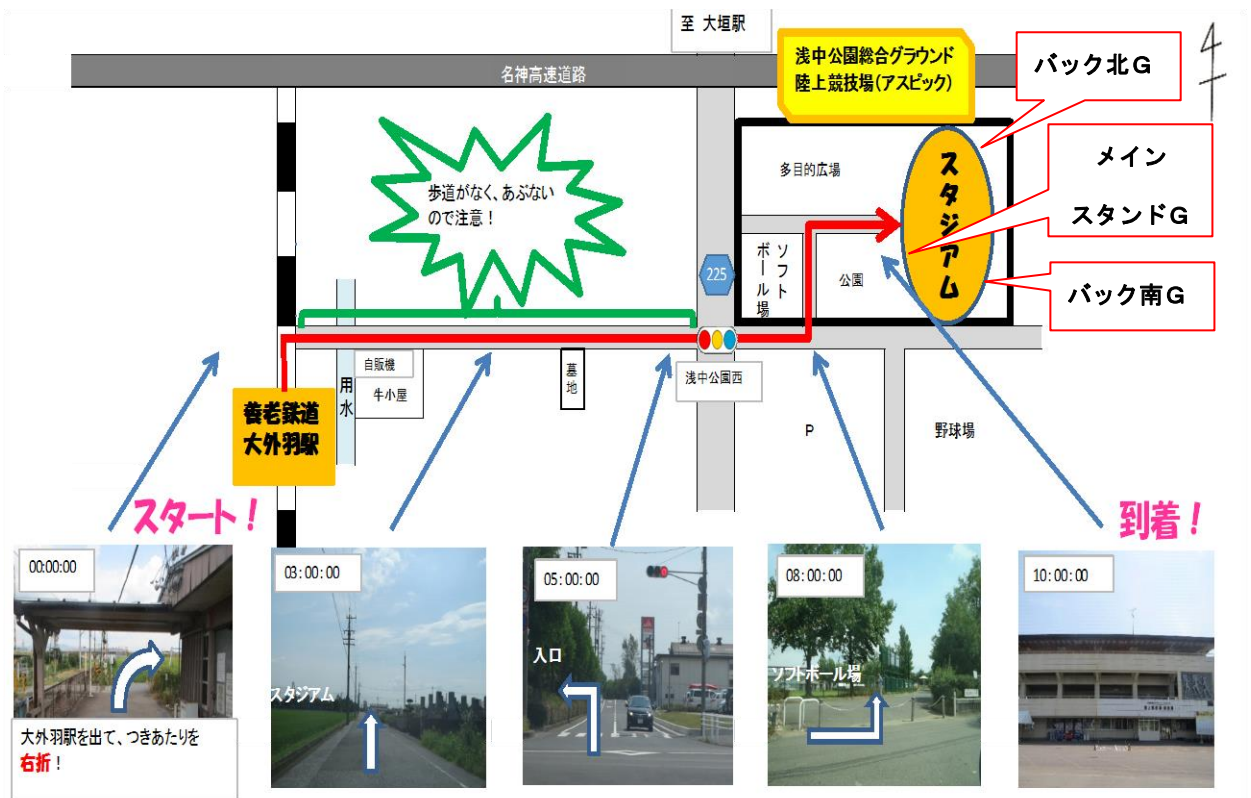 至 大垣駅
名神高速道路
浅中公園総合グラウンド
陸上競技場(アスピック)
バック北G
メイン
スタンドG
バック南G
歩道がなく、あぶない
ので注意！
多目的広場
スタジアム
ソフト
ボール場
公園
225
自販機
牛小屋
用水
墓地
浅中公園西
P
野球場
養老鉄道
大外羽駅
スタート！
到着！
00:00:00
大外羽駅を出て、つきあたりを
右折！
03:00:00
スタジアム
05:00:00
入口
08:00:00
ソフトボール場
10:00:00